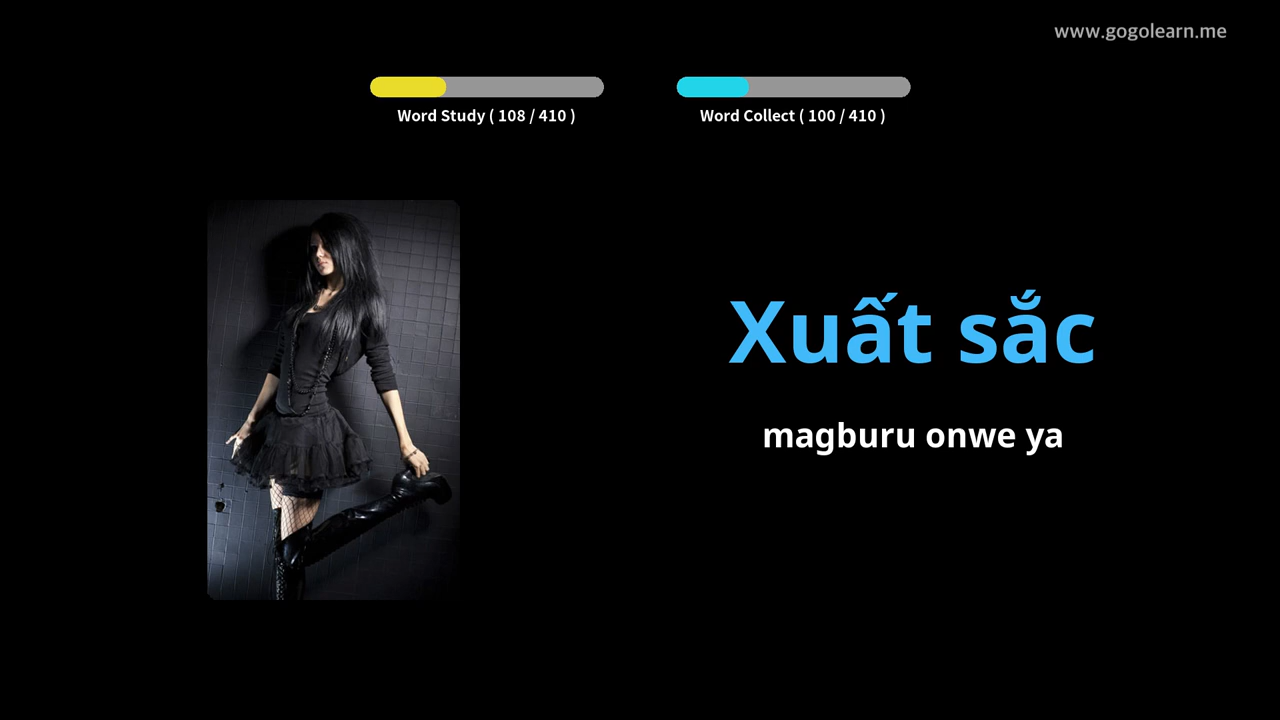 www.gogolearn.me
Word Study ( 108 / 410 )
Word Collect ( 100 / 410 )
Xuất sắc
magburu onwe ya